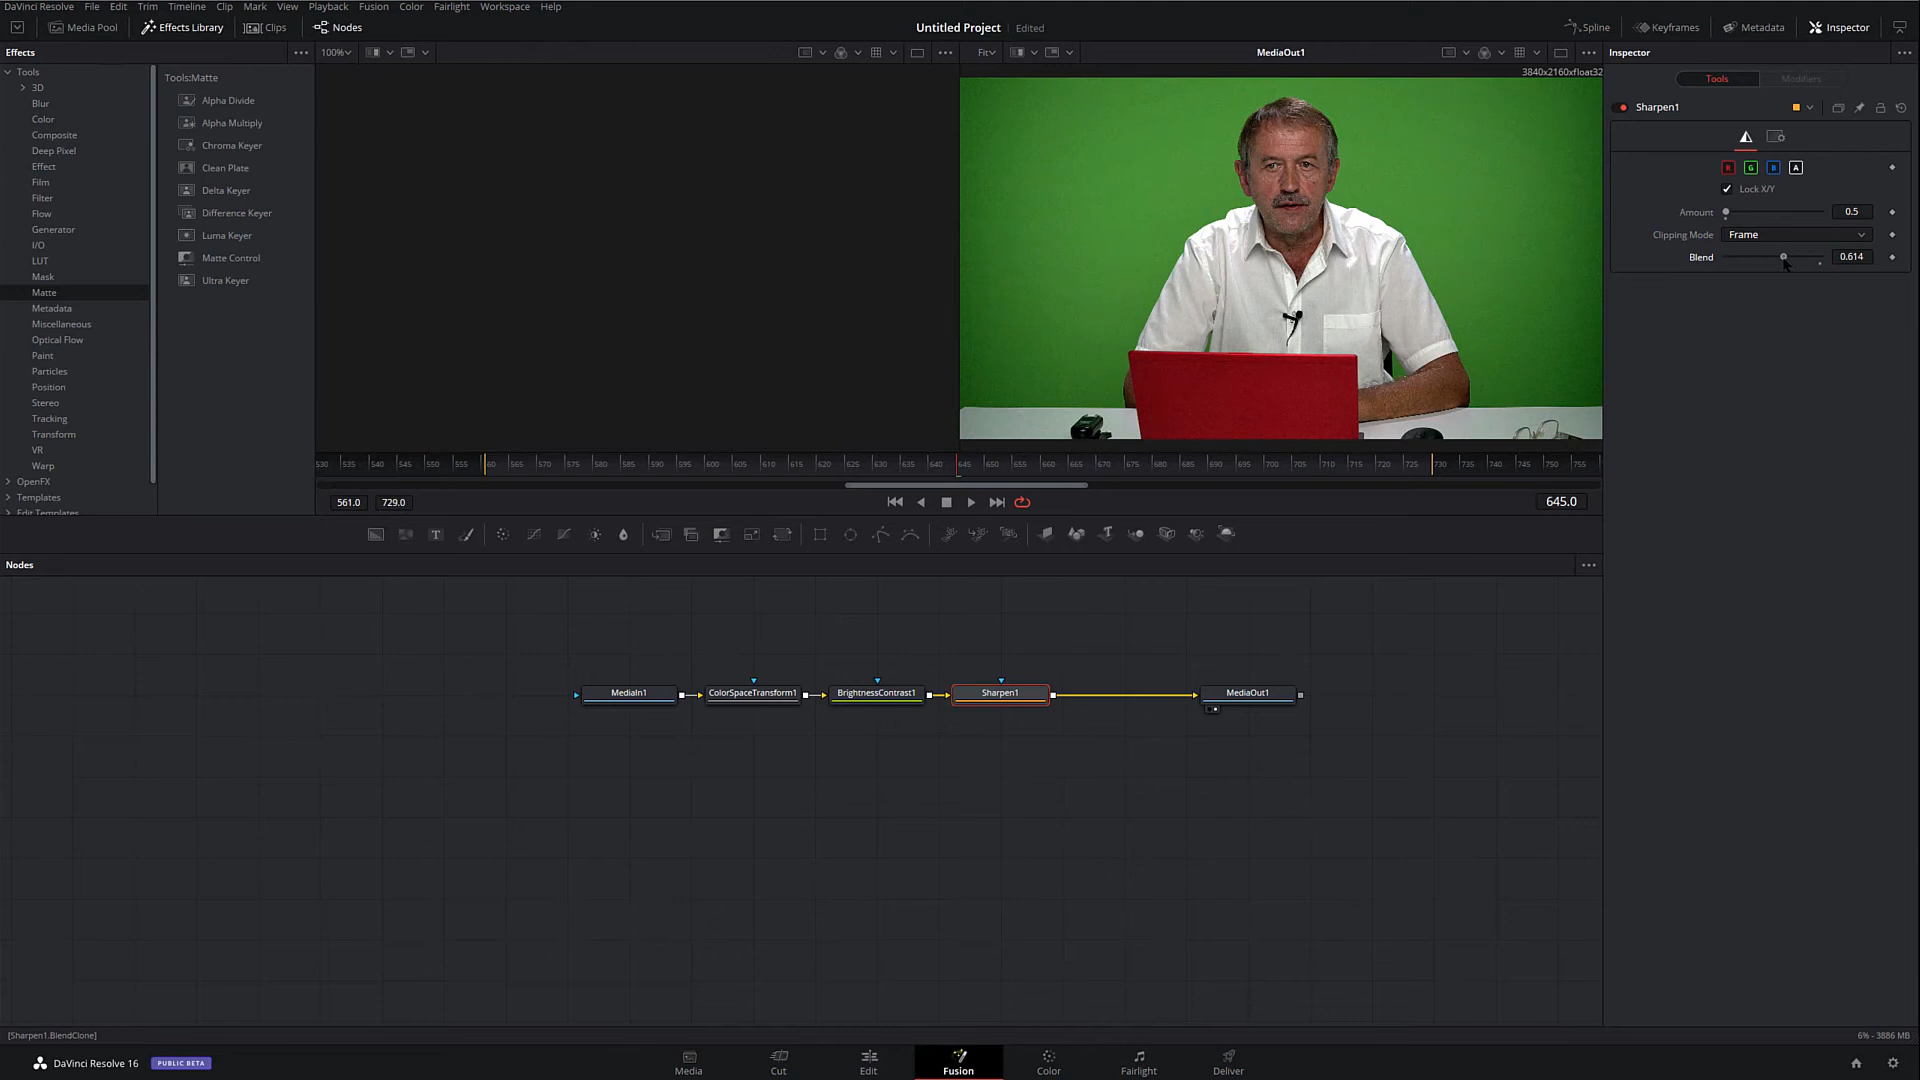 DaVinci Resolve File Edit Trim Timeline Clip Mark View Playback Fusion Color Fairlight Workspace Help
Media Pool Effects Library Clips Nodes Untitled Project Edited Spline Keyframes Metadata Inspector
Effects 100% Fit MediaOut1 Inspector
3840x2160xfloat32
Tools
3D
Blur
Color
Composite
Deep Pixel
Effect
Film
Filter
Flow
Generator
I/O
LUT
Mask
Matte
Metadata
Miscellaneous
Optical Flow
Paint
Particles
Position
Stereo
Tracking
Transform
VR
Warp
OpenFX
Templates
Edit Templates
Tools:Matte
Alpha Divide
Alpha Multiply
Chroma Keyer
Clean Plate
Delta Keyer
Difference Keyer
Luma Keyer
Matte Control
Ultra Keyer
Tools Modifiers
Sharpen1
R G B A
Lock X/Y
Amount 0.5
Clipping Mode Frame
Blend 0.614
530 535 540 545 550 555 60 565 570 575 580 585 590 595 600 605 610 615 620 625 630 635 640 645 650 655 660 665 670 675 680 685 690 695 700 705 710 715 720 725 730 735 740 745 750 755
561.0 729.0 645.0
T
Nodes
MediaIn1 ColorSpaceTransform1 BrightnessContrast1 Sharpen1 MediaOut1
[Sharpen1.BlendClone] 6% - 3886 MB
DaVinci Resolve 16 PUBLIC BETA
Media Cut Edit Fusion Color Fairlight Deliver